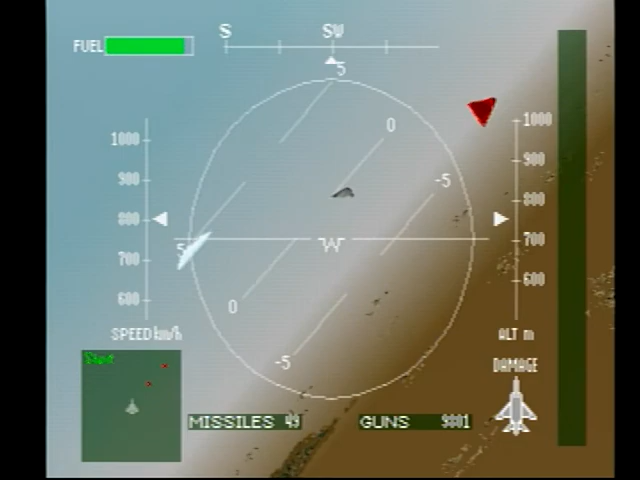 S SW
FUEL
5
0
-5
1000 1000
900 900
800 800
700 700
600 600
5
0
-5
SPEED km/h ALT m
DAMAGE
MISSILES 49 GUNS 9801